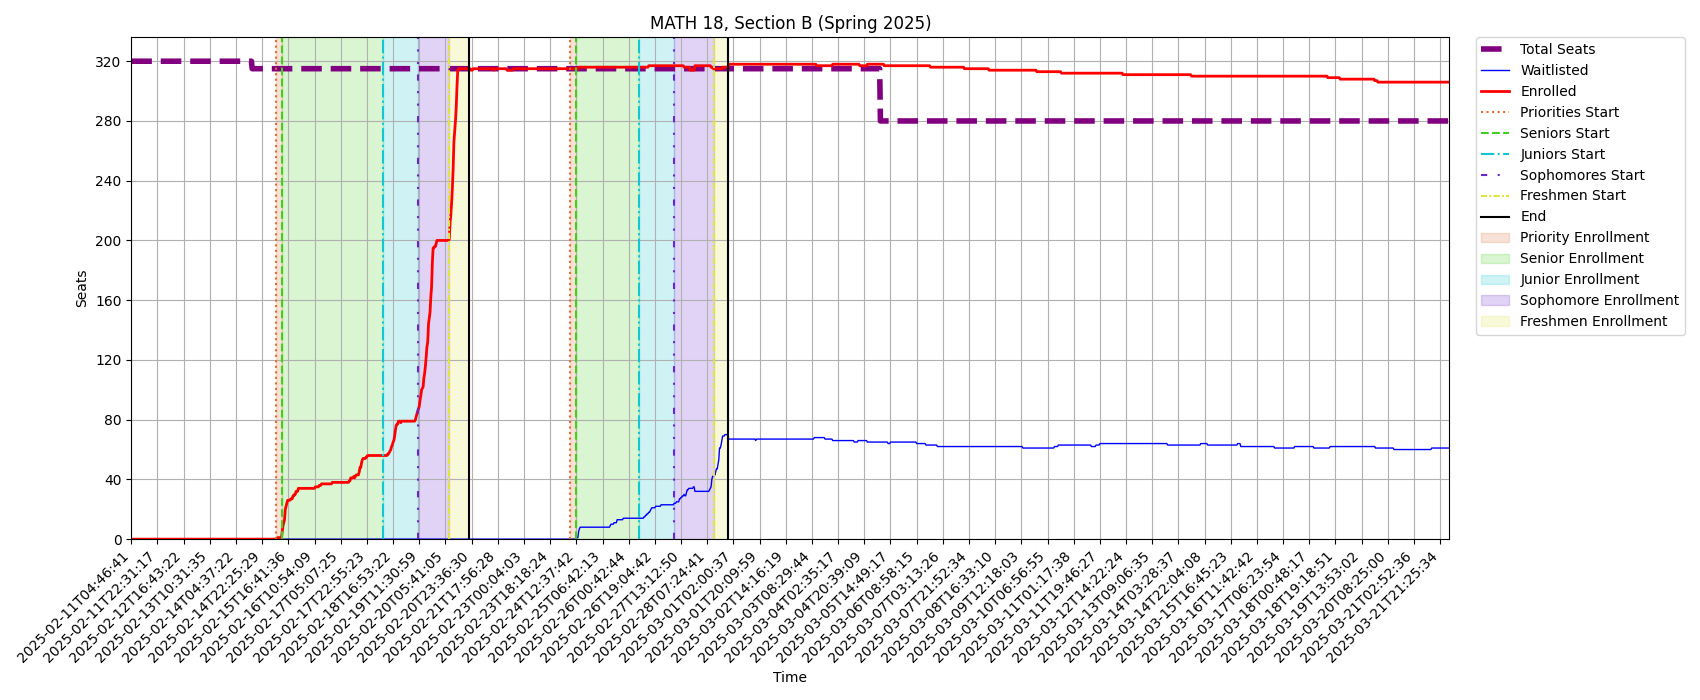 MATH 18, Section B (Spring 2025)
Seats
320
280
240
200
160
120
80
40
0
2025-02-11T04:46:41
2025-02-11T22:31:17
2025-02-12T16:43:22
2025-02-13T10:31:35
2025-02-14T04:37:22
2025-02-14T22:25:29
2025-02-15T16:41:36
2025-02-16T10:54:09
2025-02-17T05:07:25
2025-02-17T22:55:23
2025-02-18T16:53:22
2025-02-19T11:30:59
2025-02-20T05:41:05
2025-02-20T23:36:30
2025-02-21T17:56:28
2025-02-23T00:04:03
2025-02-23T18:18:24
2025-02-24T12:37:42
2025-02-25T06:42:13
2025-02-26T00:42:44
2025-02-26T19:04:42
2025-02-27T13:12:50
2025-02-28T07:24:41
2025-03-01T02:00:37
2025-03-01T20:09:59
2025-03-02T14:16:19
2025-03-03T08:29:44
2025-03-04T02:35:17
2025-03-04T20:39:09
2025-03-05T14:49:17
2025-03-06T08:58:15
2025-03-07T03:13:26
2025-03-07T21:52:34
2025-03-08T16:33:10
2025-03-09T12:18:03
2025-03-10T06:56:55
2025-03-11T01:17:38
2025-03-11T19:46:27
2025-03-12T14:22:24
2025-03-13T09:06:35
2025-03-14T03:28:37
2025-03-14T22:04:08
2025-03-15T16:45:23
2025-03-16T11:42:42
2025-03-17T06:23:54
2025-03-18T00:48:17
2025-03-18T19:18:51
2025-03-19T13:53:02
2025-03-20T08:25:00
2025-03-21T02:52:36
2025-03-21T21:25:34
Time
Total Seats
Waitlisted
Enrolled
Priorities Start
Seniors Start
Juniors Start
Sophomores Start
Freshmen Start
End
Priority Enrollment
Senior Enrollment
Junior Enrollment
Sophomore Enrollment
Freshmen Enrollment